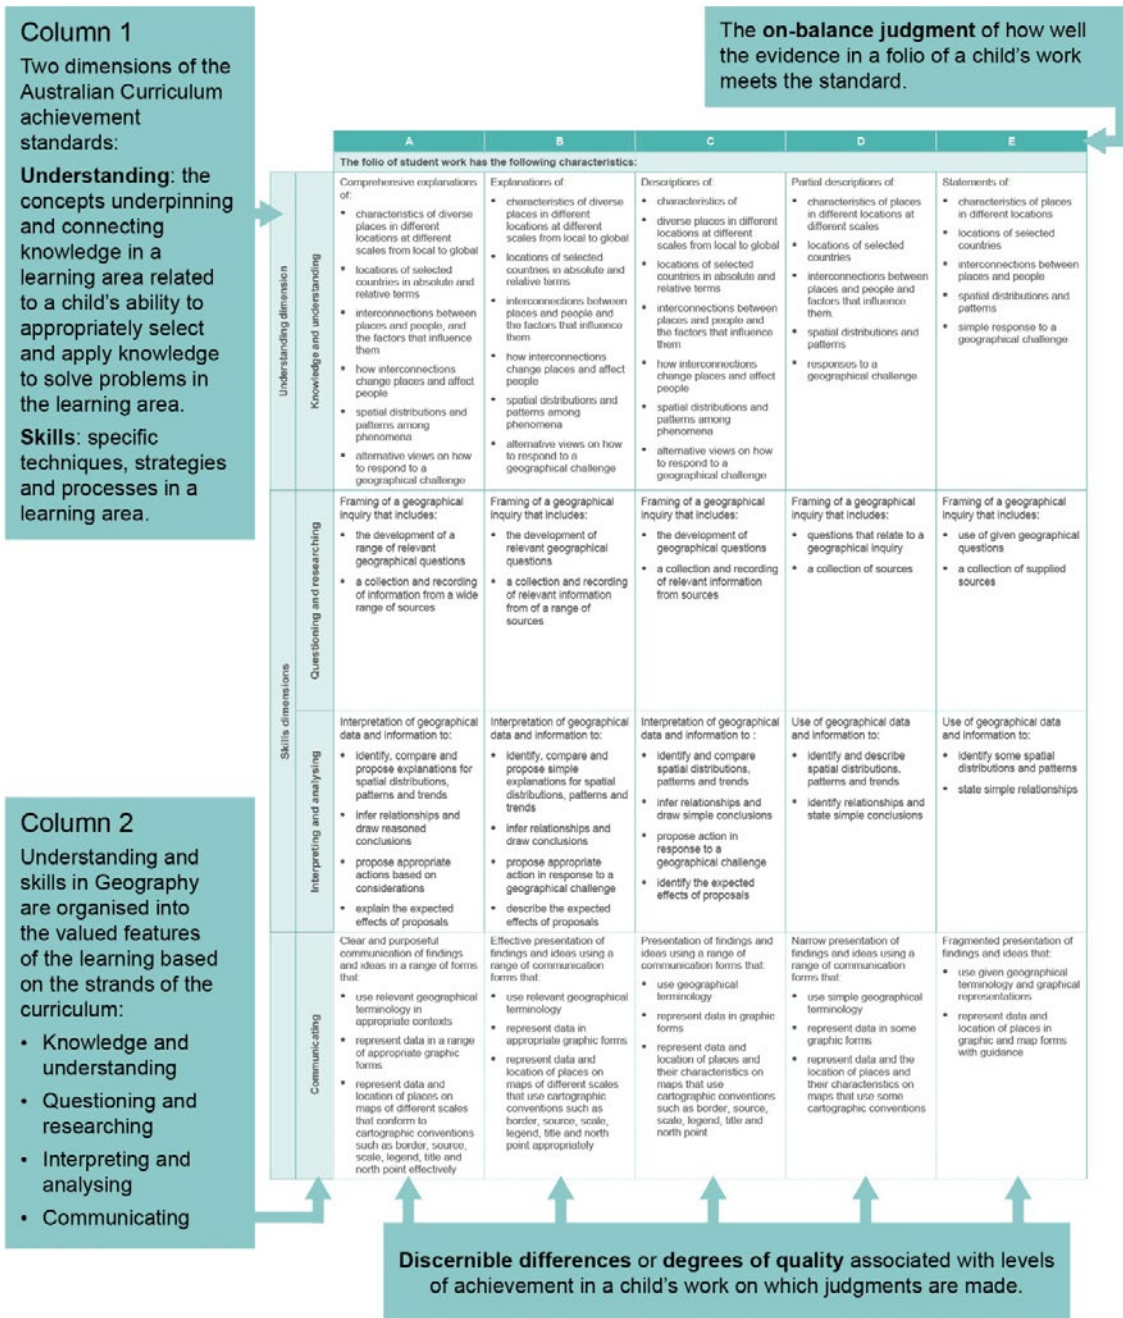 Column 1
Two dimensions of the
Australian Curriculum
achievement
standards:
Understanding: the
concepts underpinning
and connecting
knowledge in a
learning area related
to a child's ability to
appropriately select
and apply knowledge
to solve problems in
the learning area.
Skills: specific
techniques, strategies
and processes in a
learning area.
The on-balance judgment of how well
the evidence in a folio of a child's work
meets the standard.
A
B
C
D
E
The folio of student work has the following characteristics:
Understanding dimension
Knowledge and understanding
Comprehensive explanations
of:
• characteristics of diverse
places in different
locations at different
scales from local to global
• locations of selected
countries in absolute and
relative terms
• interconnections between
places and people, and
the factors that influence
them
• how interconnections
change places and affect
people
• spatial distributions and
patterns among
phenomena
• alternative views on how
to respond to a
geographical challenge
Explanations of:
• characteristics of diverse
places in different
locations at different
scales from local to global
• locations of selected
countries in absolute and
relative terms
• interconnections between
places and people and
the factors that influence
them
• how interconnections
change places and affect
people
• spatial distributions and
patterns among
phenomena
• alternative views on how
to respond to a
geographical challenge
Descriptions of:
• characteristics of
• diverse places in different
locations at different
scales from local to global
• locations of selected
countries in absolute and
relative terms
• interconnections between
places and people and
the factors that influence
them
• how interconnections
change places and affect
people
• spatial distributions and
patterns among
phenomena
• alternative views on how
to respond to a
geographical challenge
Partial descriptions of:
• characteristics of places
in different locations at
different scales
• locations of selected
countries
• interconnections between
places and people and
factors that influence
them.
• spatial distributions and
patterns
• responses to a
geographical challenge
Statements of:
• characteristics of places
in different locations
• locations of selected
countries
• interconnections between
places and people
• spatial distributions and
patterns
• simple response to a
geographical challenge
Skills dimensions
Questioning and researching
Framing of a geographical
inquiry that includes:
• the development of a
range of relevant
geographical questions
• a collection and recording
of information from a wide
range of sources
Framing of a geographical
inquiry that includes:
• the development of
relevant geographical
questions
• a collection and recording
of relevant information
from of a range of
sources
Framing of a geographical
inquiry that includes:
• the development of
geographical questions
• a collection and recording
of relevant information
from sources
Framing of a geographical
inquiry that includes:
• questions that relate to a
geographical inquiry
• a collection of sources
Framing of a geographical
inquiry that includes:
• use of given geographical
questions
• a collection of supplied
sources
Interpreting and analysing
Interpretation of geographical
data and information to:
• identify, compare and
propose explanations for
spatial distributions,
patterns and trends
• infer relationships and
draw reasoned
conclusions
• propose appropriate
actions based on
considerations
• explain the expected
effects of proposals
Interpretation of geographical
data and information to:
• identify, compare and
propose simple
explanations for spatial
distributions, patterns and
trends
• infer relationships and
draw conclusions
• propose appropriate
action in response to a
geographical challenge
• describe the expected
effects of proposals
Interpretation of geographical
data and information to :
• identify and compare
spatial distributions,
patterns and trends
• infer relationships and
draw simple conclusions
• propose action in
response to a
geographical challenge
• identify the expected
effects of proposals
Use of geographical data
and information to:
• identify and describe
spatial distributions,
patterns and trends
• identify relationships and
state simple conclusions
Use of geographical data
and information to:
• identify some spatial
distributions and patterns
• state simple relationships
Communicating
Clear and purposeful
communication of findings
and ideas in a range of forms
that:
• use relevant geographical
terminology in
appropriate contexts
• represent data in a range
of appropriate graphic
forms
• represent data and
location of places on
maps of different scales
that conform to
cartographic conventions
such as border, source,
scale, legend, title and
north point effectively
Effective presentation of
findings and ideas using a
range of communication
forms that:
• use relevant geographical
terminology
• represent data in
appropriate graphic forms
• represent data and
location of places
on maps of different scales
that use cartographic
conventions such as
border, source, scale,
legend, title and north
point appropriately
Presentation of findings and
ideas using a range of
communication forms that:
• use geographical
terminology
• represent data in graphic
forms
• represent data and
location of places and
their characteristics on
maps that use
cartographic conventions
such as border, source,
scale, legend, title and
north point
Narrow presentation of
findings and ideas using a
range of communication
forms that:
• use simple geographical
terminology
• represent data in some
graphic forms
• represent data and the
location of places and
their characteristics on
maps that use some
cartographic conventions
Fragmented presentation of
findings and ideas that:
• use given geographical
terminology and graphical
representations
• represent data and
location of places in
graphic and map forms
with guidance
Column 2
Understanding and
skills in Geography
are organised into
the valued features
of the learning based
on the strands of the
curriculum:
• Knowledge and
understanding
• Questioning and
researching
• Interpreting and
analysing
• Communicating
Discernible differences or degrees of quality associated with levels
of achievement in a child's work on which judgments are made.